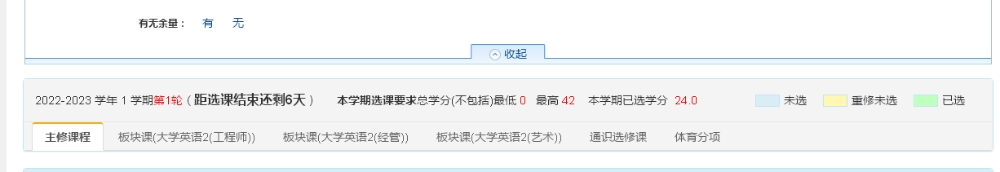 有无余量： 有 无
收起
2022-2023 学年 1 学期第1轮（距选课结束还剩6天） 本学期选课要求总学分(不包括)最低 0 最高 42 本学期已选学分 24.0 未选 重修未选 已选
主修课程 板块课(大学英语2(工程师)) 板块课(大学英语2(经管)) 板块课(大学英语2(艺术)) 通识选修课 体育分项